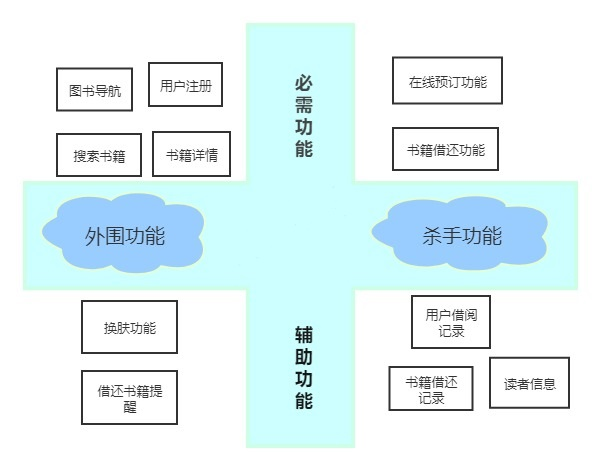 图书导航
用户注册
搜索书籍
书籍详情
必需功能
在线预订功能
书籍借还功能
外围功能
杀手功能
换肤功能
借还书籍提
醒
辅助功能
用户借阅
记录
书籍借还
记录
读者信息